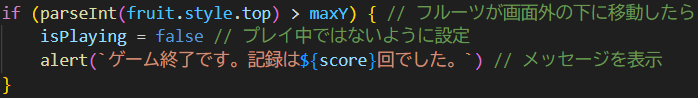 if (parseInt(fruit.style.top) > maxY) { // フルーツが画面外の下に移動したら
    isPlaying = false // プレイ中ではないように設定
    alert(`ゲーム終了です。記録は${score}回でした。`) // メッセージを表示
}